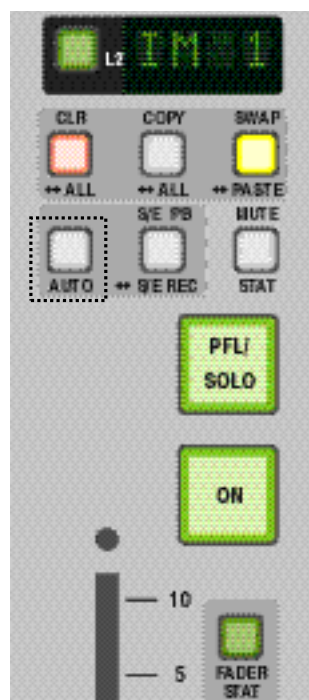 L2 IM 1
CLR COPY SWAP
↔ ALL ↔ ALL ↔ PASTE
S/E PB MUTE
AUTO ↔ S/E REC STAT
PFL/
SOLO
ON
10
5
FADER
STAT